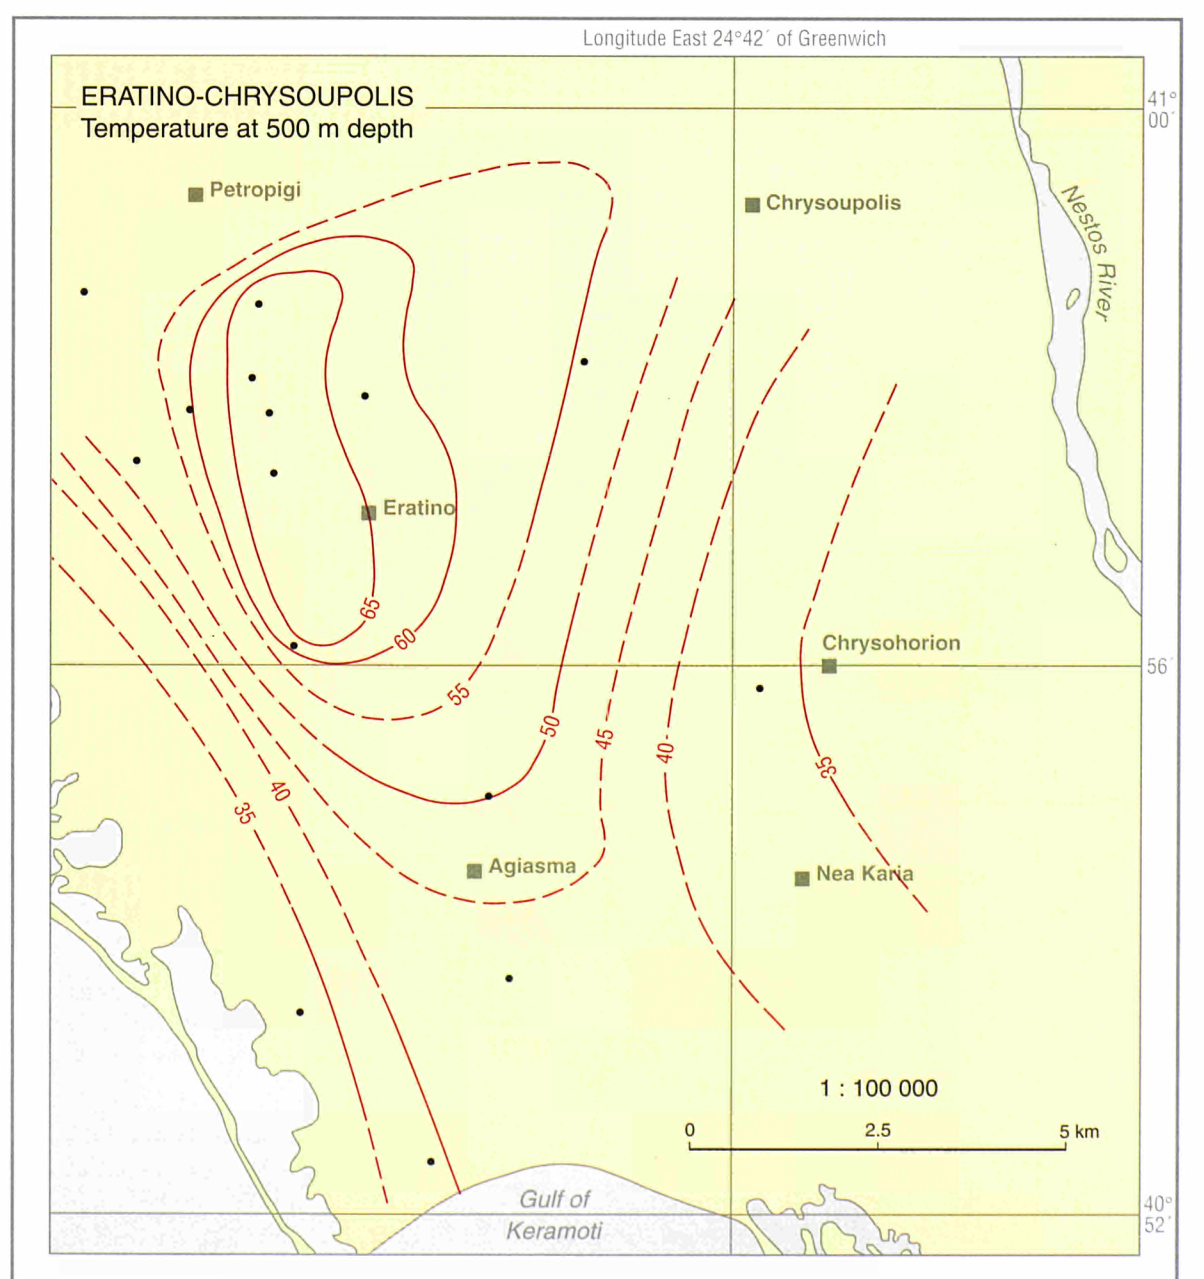 Longitude East 24°42´ of Greenwich
ERATINO-CHRYSOUPOLIS
Temperature at 500 m depth
41°
00´
Petropigi
Chrysoupolis
Nestos River
Eratino
65
60
Chrysohorion
56´
55
50
45
40
35
40
35
Agiasma
Nea Karia
1 : 100 000
0 2.5 5 km
Gulf of
Keramoti
40°
52´